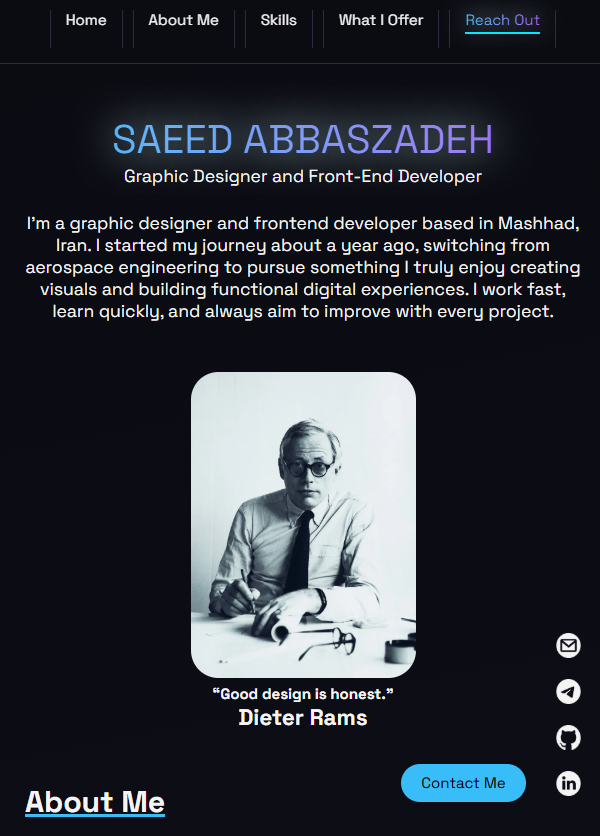 Home About Me Skills What I Offer Reach Out
SAEED ABBASZADEH
Graphic Designer and Front-End Developer
I'm a graphic designer and frontend developer based in Mashhad,
Iran. I started my journey about a year ago, switching from
aerospace engineering to pursue something I truly enjoy creating
visuals and building functional digital experiences. I work fast,
learn quickly, and always aim to improve with every project.
“Good design is honest.”
Dieter Rams
Contact Me
About Me
in